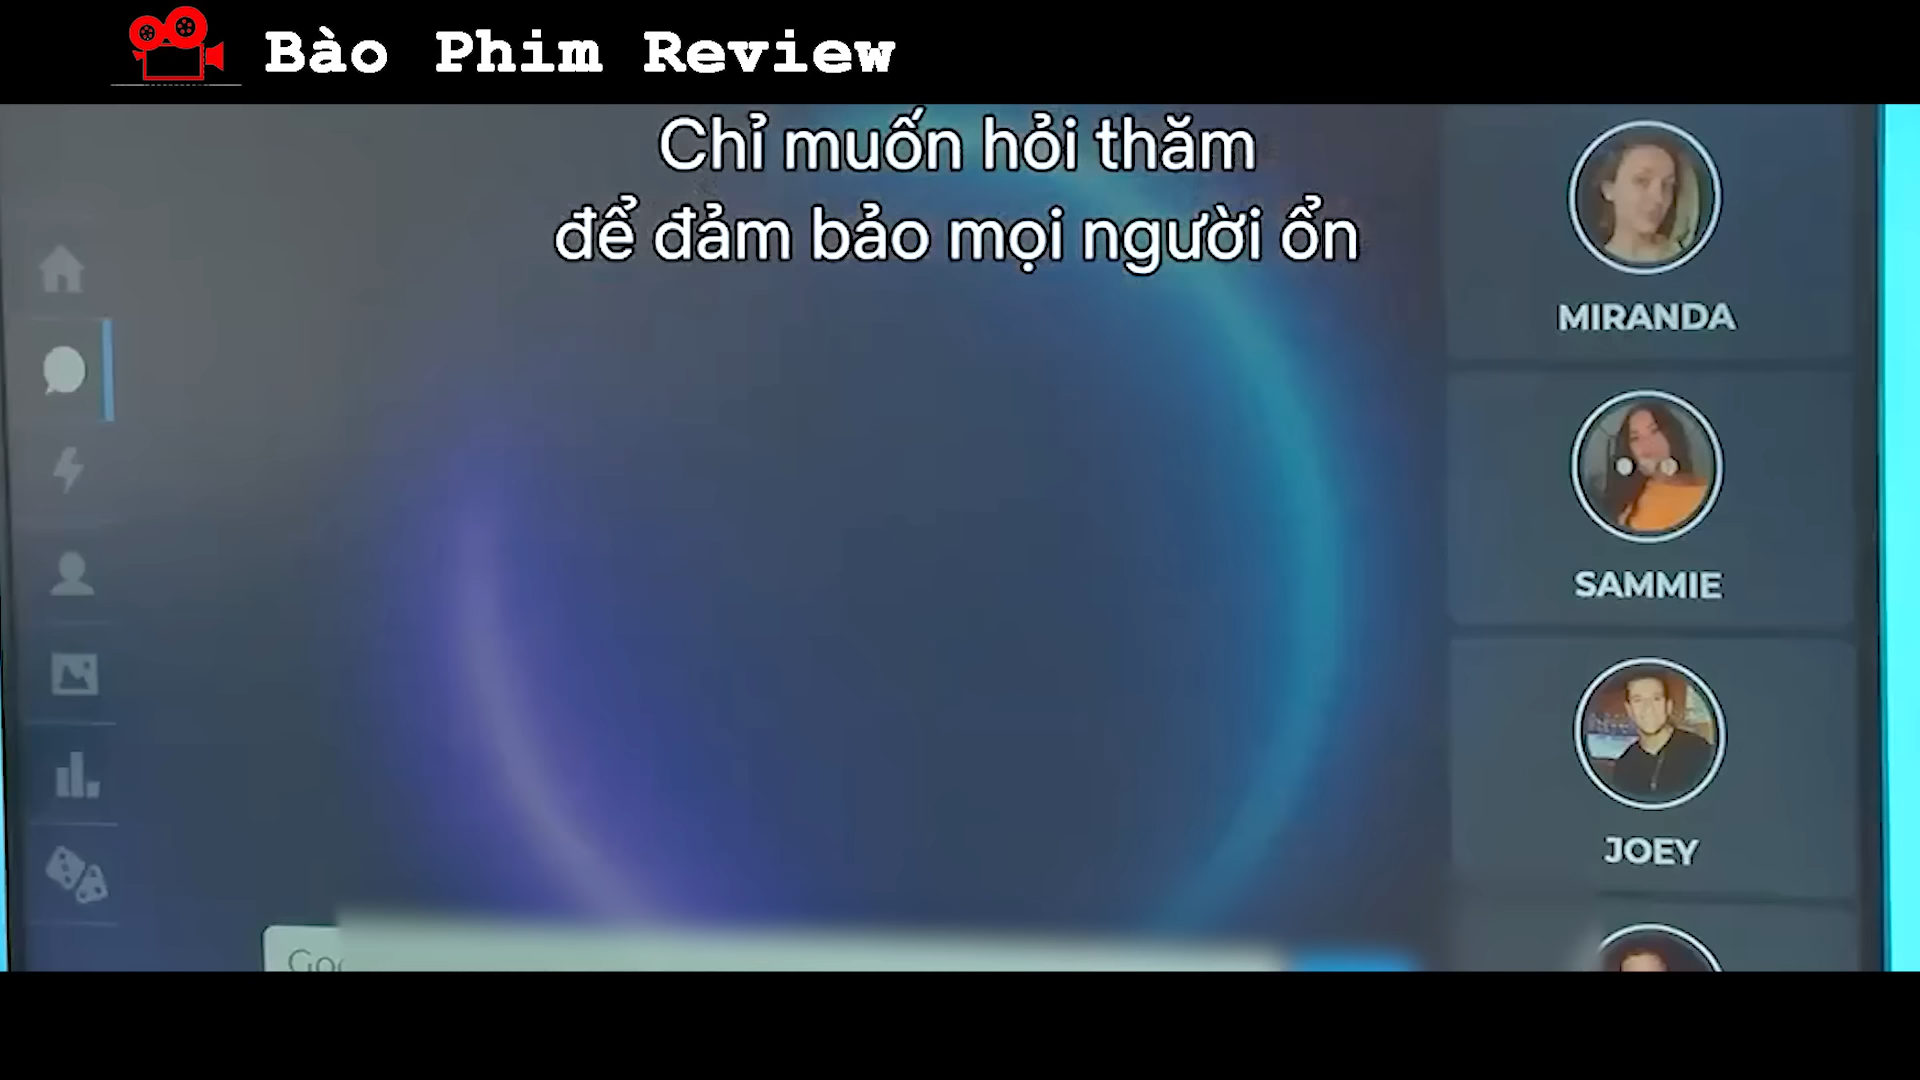 Bào Phim Review
Chỉ muốn hỏi thăm
để đảm bảo mọi người ổn
MIRANDA
SAMMIE
JOEY